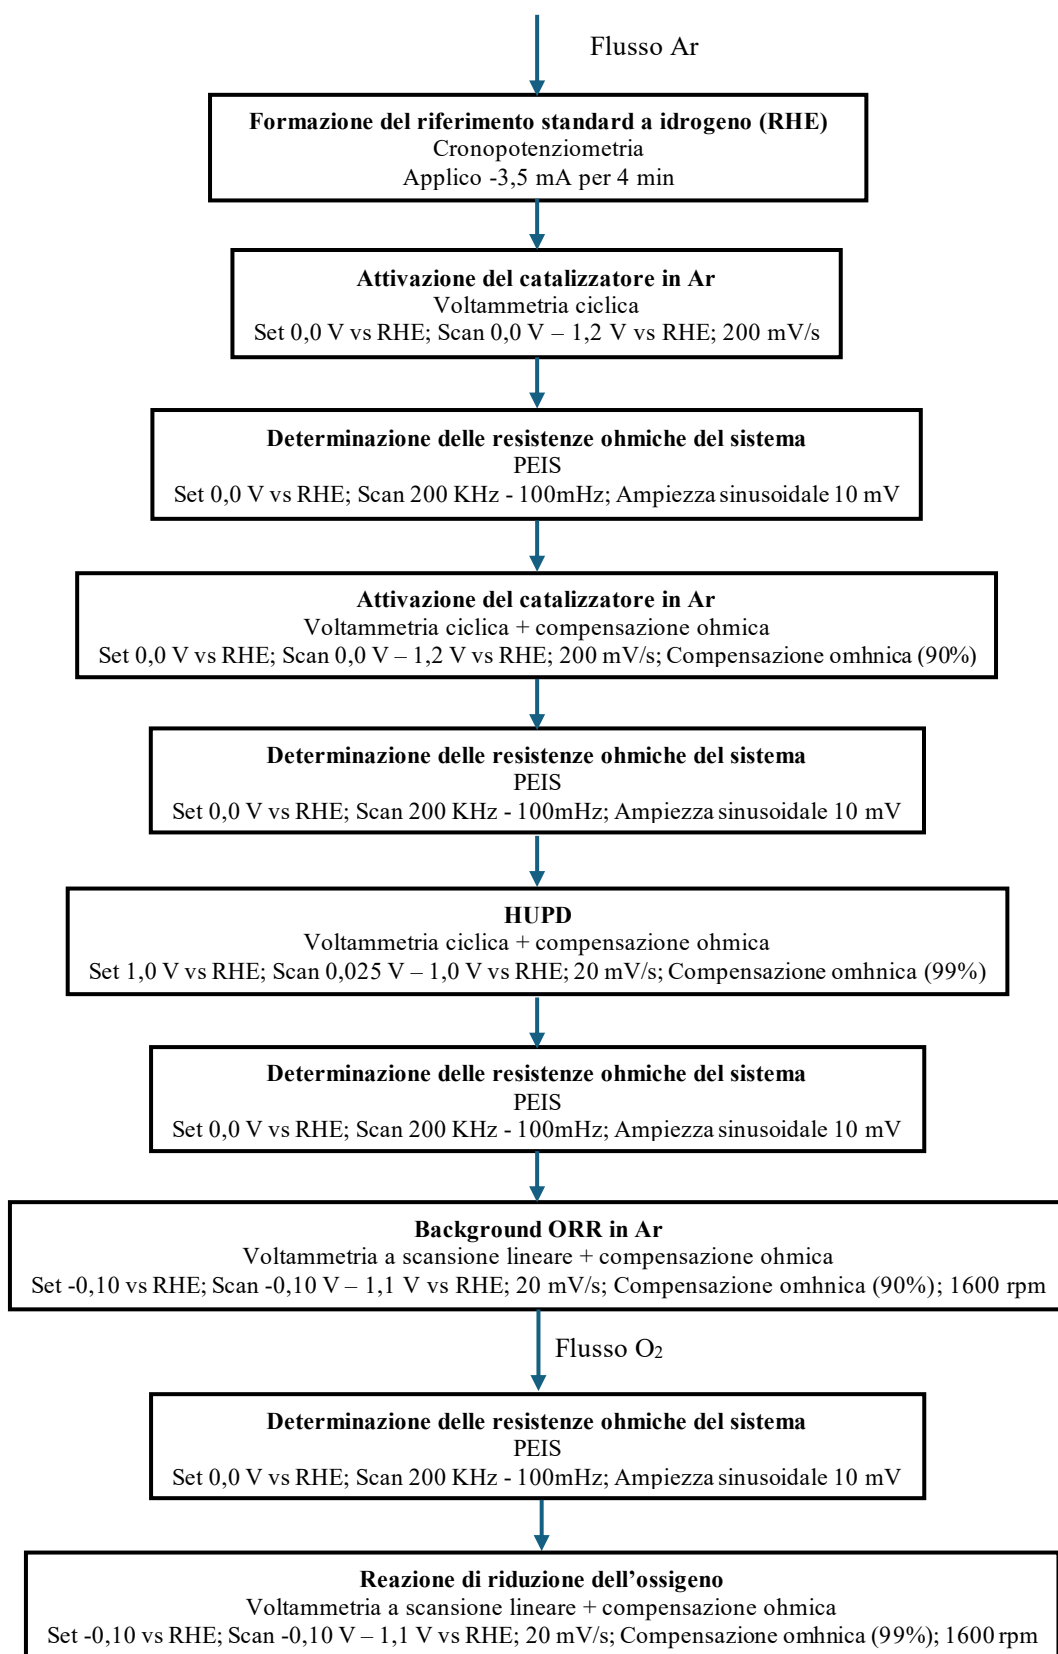 Flusso Ar
Formazione del riferimento standard a idrogeno (RHE)
Cronopotenziometria
Applico -3,5 mA per 4 min
Attivazione del catalizzatore in Ar
Voltammetria ciclica
Set 0,0 V vs RHE; Scan 0,0 V – 1,2 V vs RHE; 200 mV/s
Determinazione delle resistenze ohmiche del sistema
PEIS
Set 0,0 V vs RHE; Scan 200 KHz - 100mHz; Ampiezza sinusoidale 10 mV
Attivazione del catalizzatore in Ar
Voltammetria ciclica + compensazione ohmica
Set 0,0 V vs RHE; Scan 0,0 V – 1,2 V vs RHE; 200 mV/s; Compensazione omhnica (90%)
Determinazione delle resistenze ohmiche del sistema
PEIS
Set 0,0 V vs RHE; Scan 200 KHz - 100mHz; Ampiezza sinusoidale 10 mV
HUPD
Voltammetria ciclica + compensazione ohmica
Set 1,0 V vs RHE; Scan 0,025 V – 1,0 V vs RHE; 20 mV/s; Compensazione omhnica (99%)
Determinazione delle resistenze ohmiche del sistema
PEIS
Set 0,0 V vs RHE; Scan 200 KHz - 100mHz; Ampiezza sinusoidale 10 mV
Background ORR in Ar
Voltammetria a scansione lineare + compensazione ohmica
Set -0,10 vs RHE; Scan -0,10 V – 1,1 V vs RHE; 20 mV/s; Compensazione omhnica (90%); 1600 rpm
Flusso O₂
Determinazione delle resistenze ohmiche del sistema
PEIS
Set 0,0 V vs RHE; Scan 200 KHz - 100mHz; Ampiezza sinusoidale 10 mV
Reazione di riduzione dell’ossigeno
Voltammetria a scansione lineare + compensazione ohmica
Set -0,10 vs RHE; Scan -0,10 V – 1,1 V vs RHE; 20 mV/s; Compensazione omhnica (99%); 1600 rpm